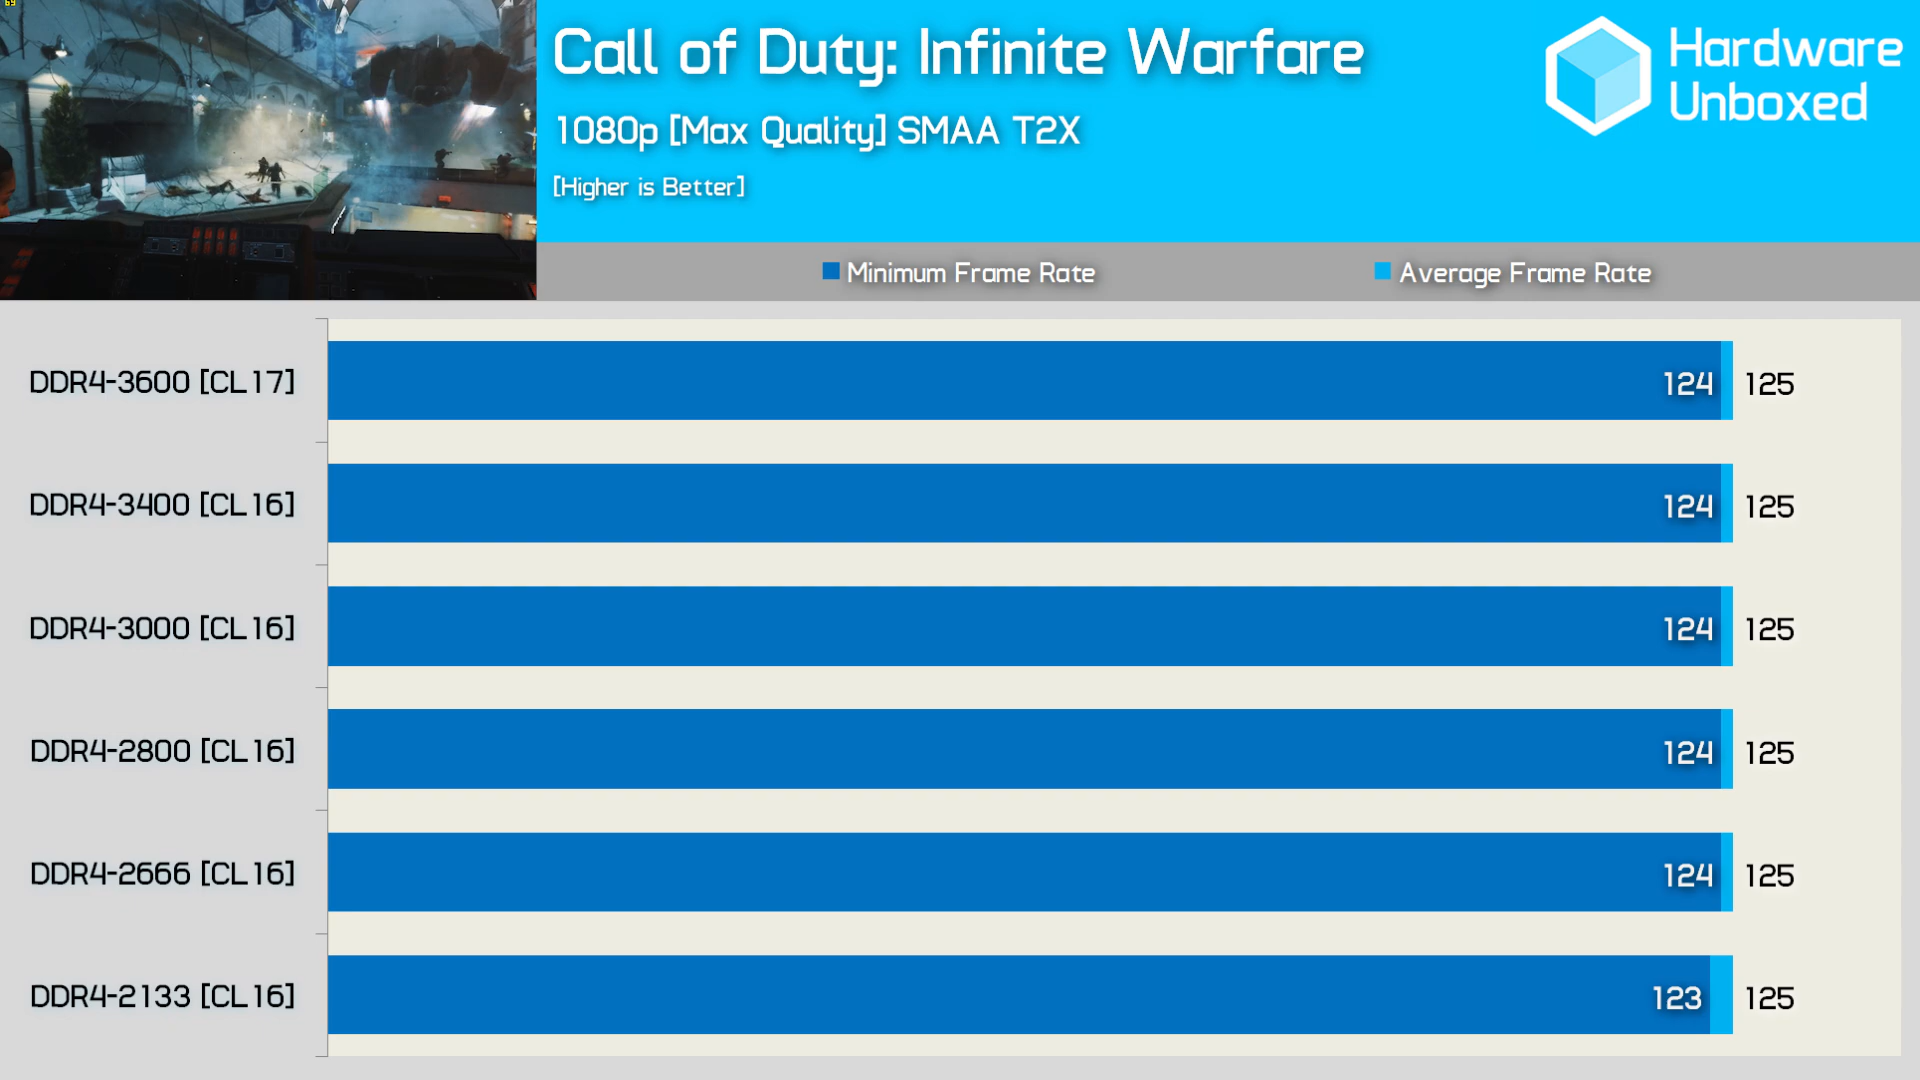 69
Call of Duty: Infinite Warfare
1080p [Max Quality] SMAA T2X
[Higher is Better]
Hardware
Unboxed
Minimum Frame Rate
Average Frame Rate
DDR4-3600 [CL17] 124 125
DDR4-3400 [CL16] 124 125
DDR4-3000 [CL16] 124 125
DDR4-2800 [CL16] 124 125
DDR4-2666 [CL16] 124 125
DDR4-2133 [CL16] 123 125